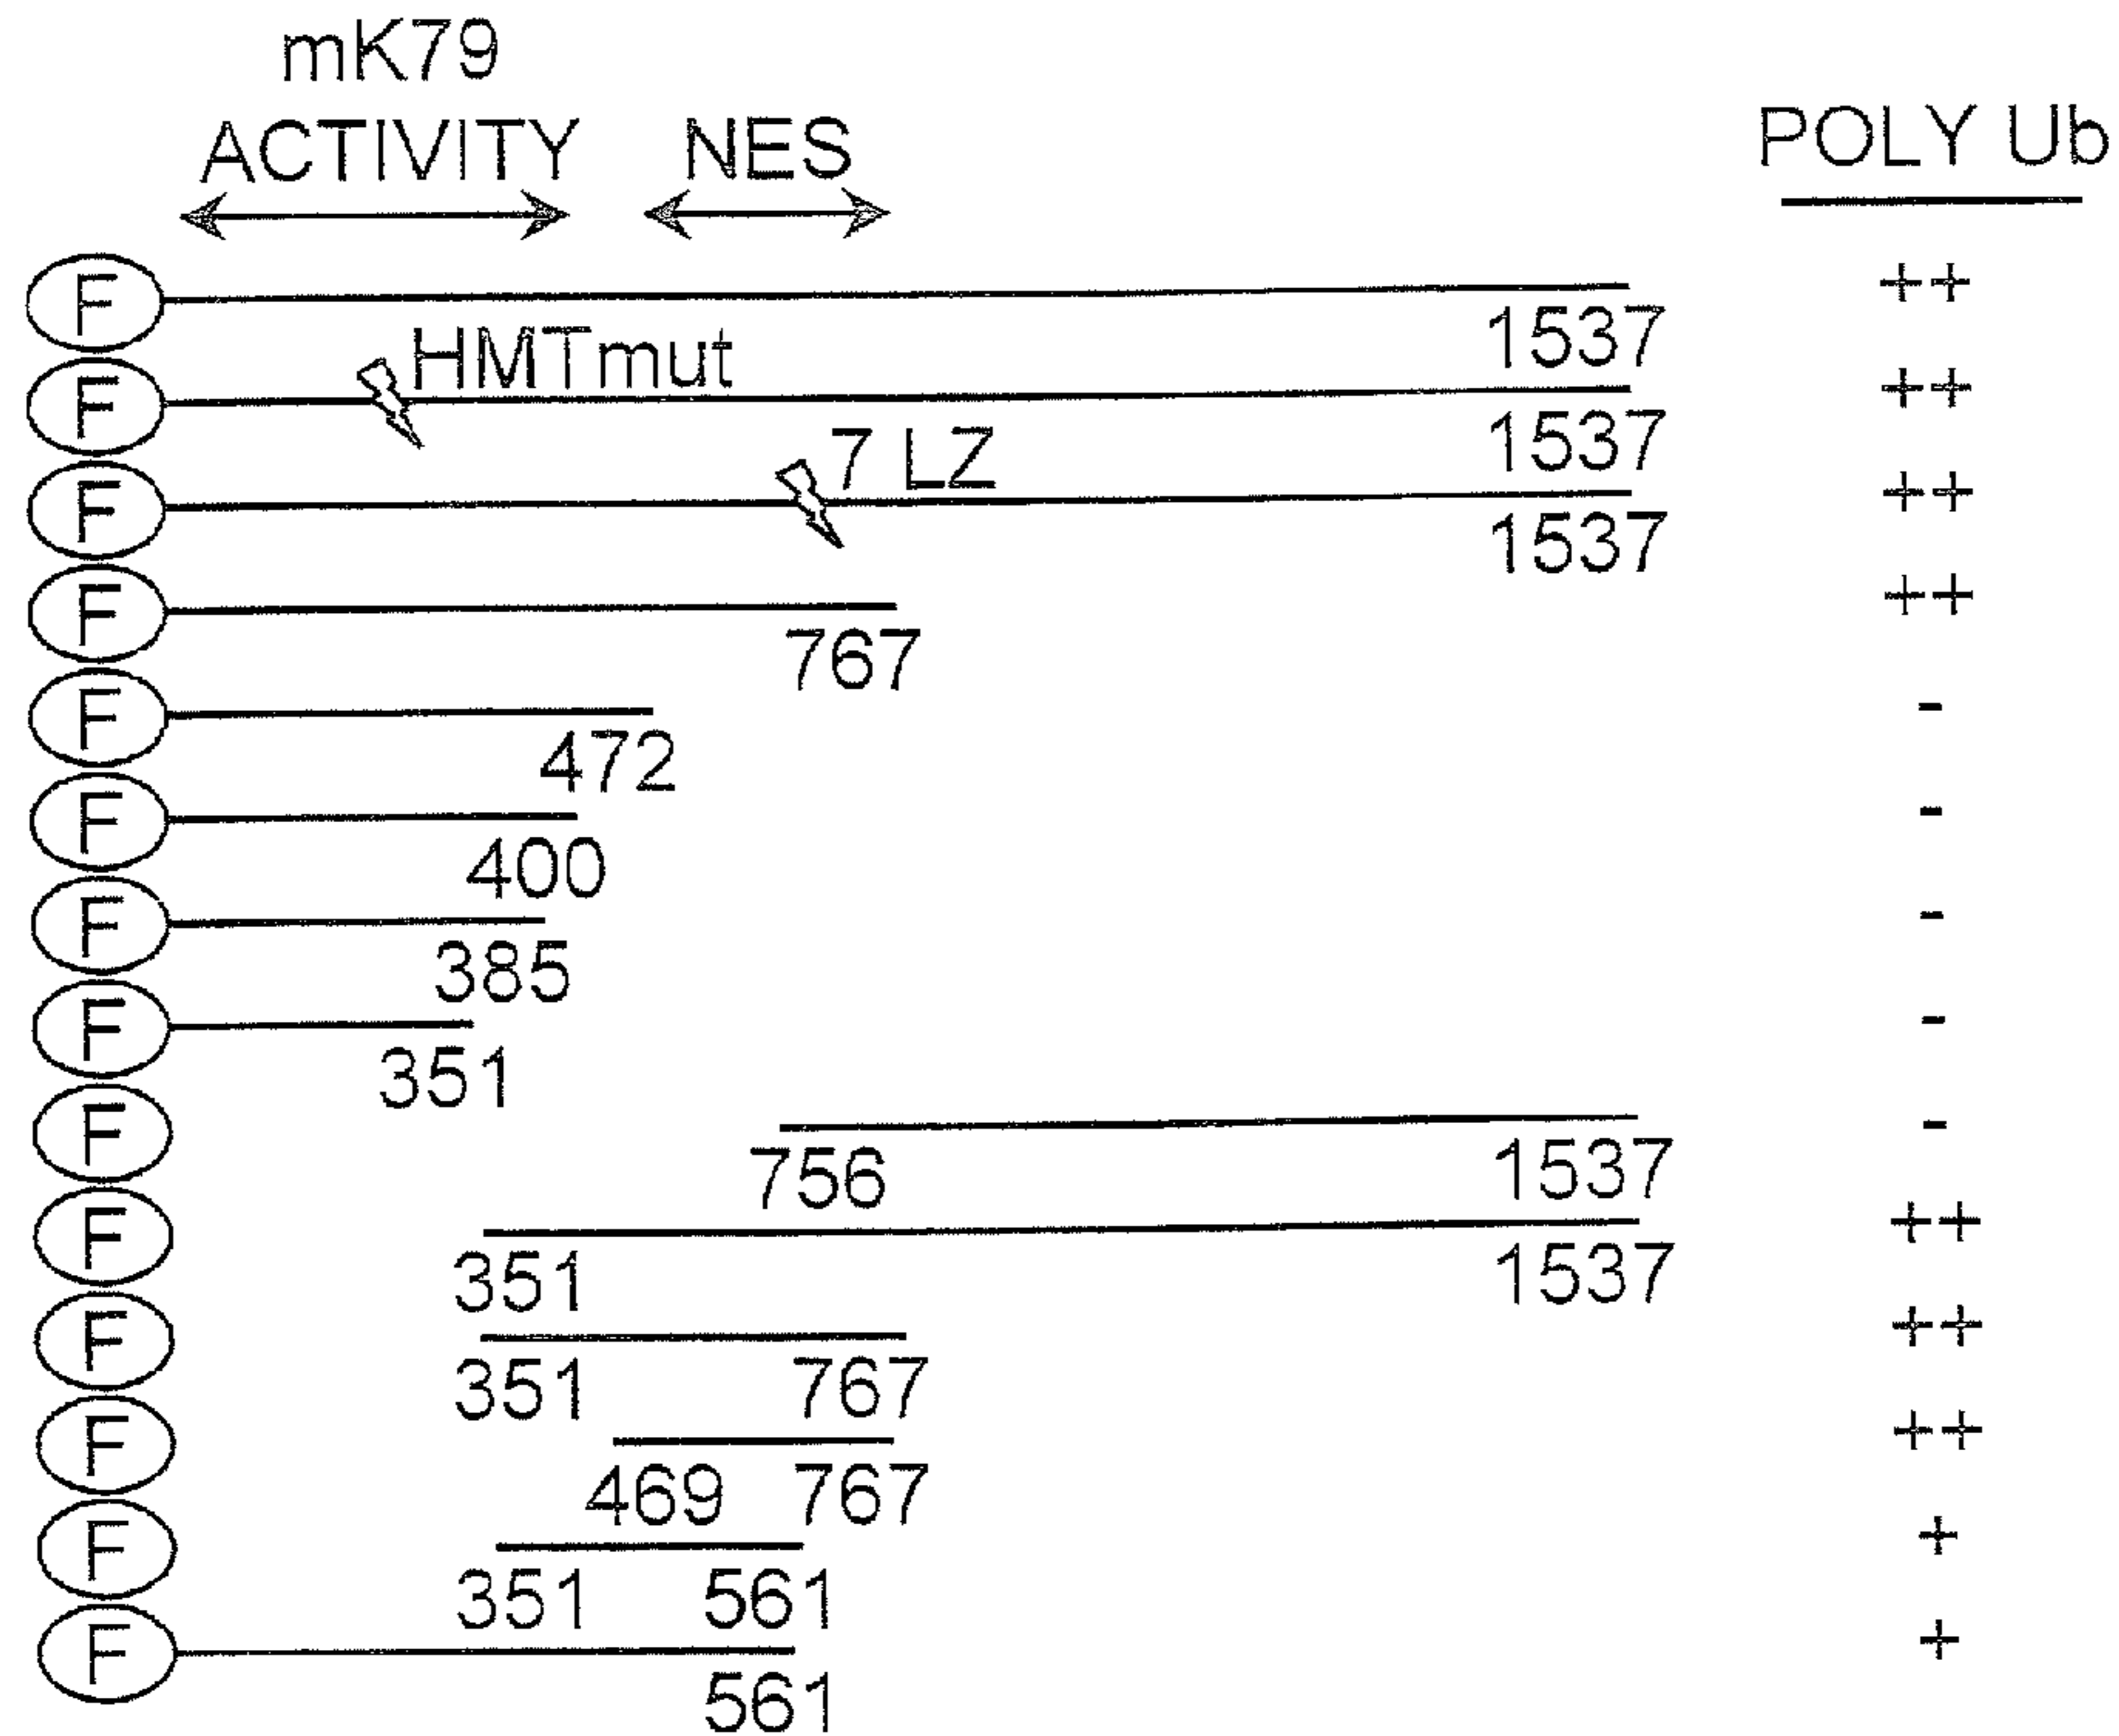 mK79
ACTIVITY NES POLY Ub
F 1537 ++
F HMTmut 1537 ++
F 7 LZ 1537 ++
F 767 ++
F 472 -
F 400 -
F 385 -
F 351 -
F 756 1537 -
F 351 1537 ++
F 351 767 ++
F 469 767 ++
F 351 561 +
F 561 +